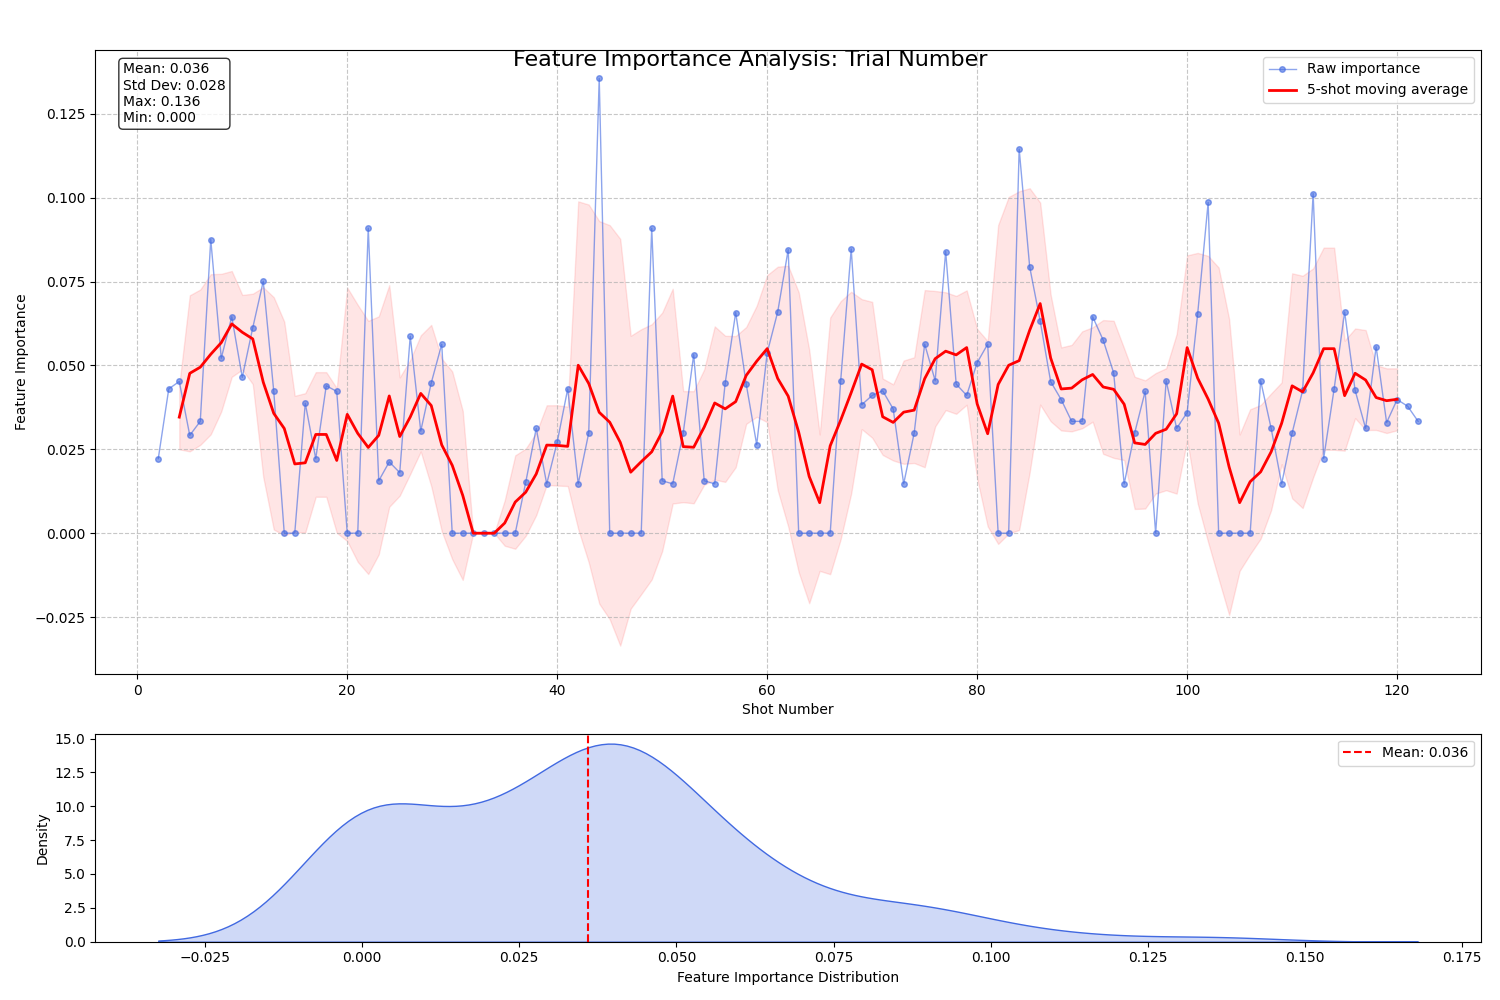 Feature Importance Analysis: Trial Number
Mean: 0.036
Std Dev: 0.028
Max: 0.136
Min: 0.000
Raw importance
5-shot moving average
Feature Importance
0.125
0.100
0.075
0.050
0.025
0.000
−0.025
0 20 40 60 80 100 120
Shot Number
Mean: 0.036
Density
15.0
12.5
10.0
7.5
5.0
2.5
0.0
−0.025 0.000 0.025 0.050 0.075 0.100 0.125 0.150 0.175
Feature Importance Distribution